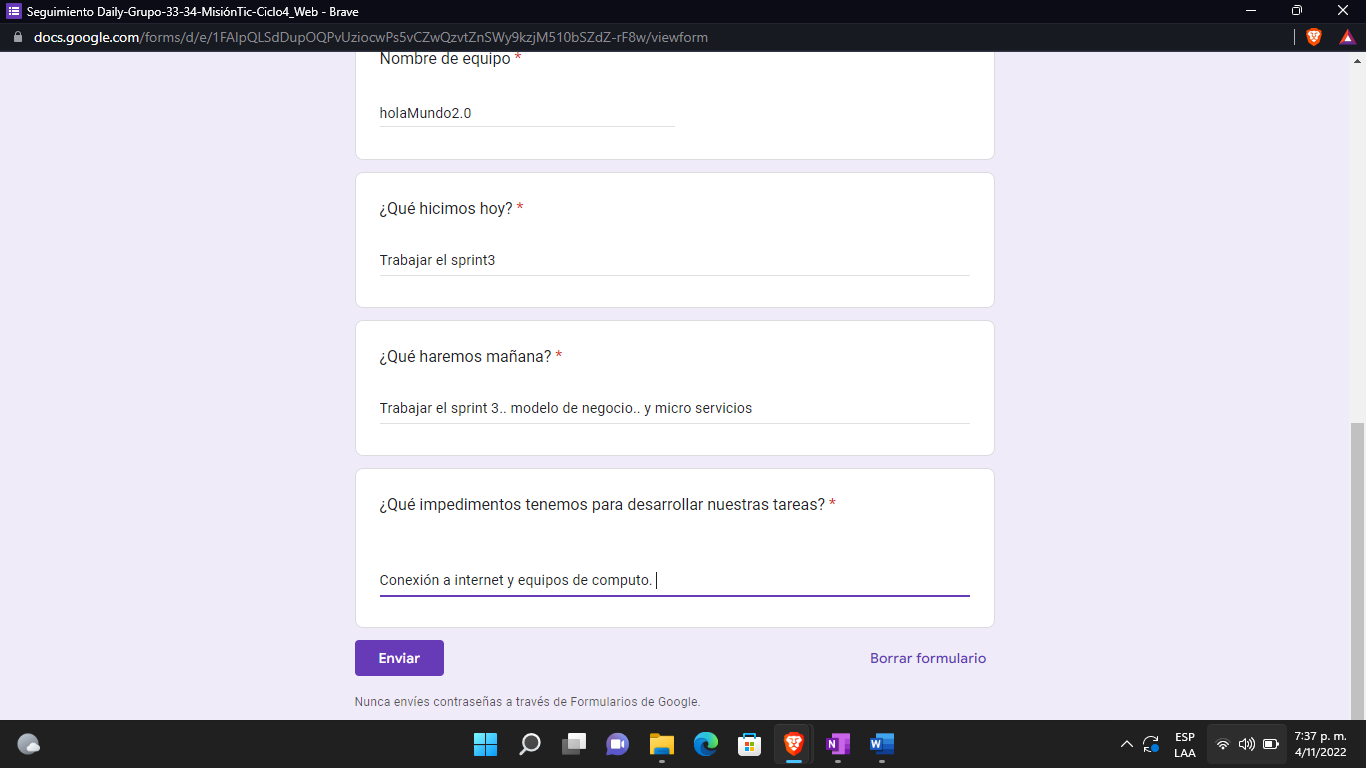 Seguimiento Daily-Grupo-33-34-MisiónTic-Ciclo4_Web - Brave
docs.google.com/forms/d/e/1FAIpQLSdDupOQPvUziocwPs5vCZwQzvtZnSWy9kzjM510bSZdZ-rF8w/viewform
Nombre de equipo *
holaMundo2.0
¿Qué hicimos hoy? *
Trabajar el sprint3
¿Qué haremos mañana? *
Trabajar el sprint 3.. modelo de negocio.. y micro servicios
¿Qué impedimentos tenemos para desarrollar nuestras tareas? *
Conexión a internet y equipos de computo.
Enviar
Borrar formulario
Nunca envíes contraseñas a través de Formularios de Google.
ESP
LAA
7:37 p. m.
4/11/2022